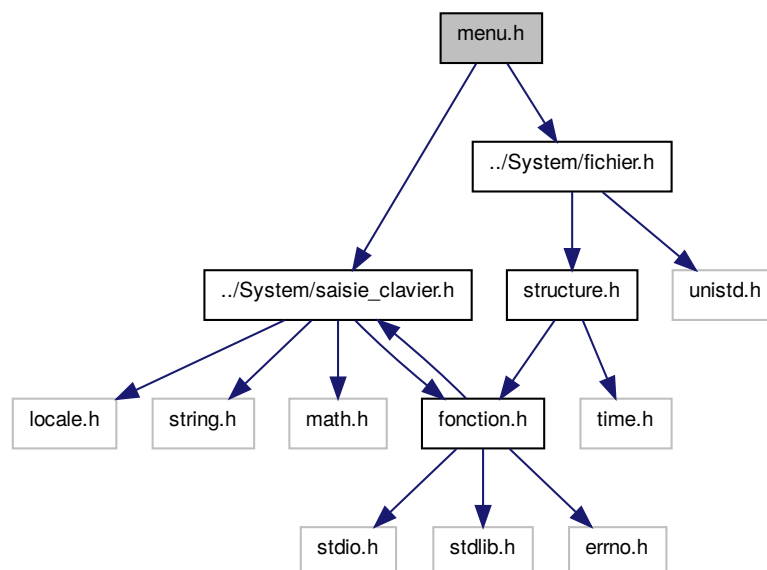 menu.h
../System/fichier.h
../System/saisie_clavier.h
structure.h
unistd.h
locale.h
string.h
math.h
fonction.h
time.h
stdio.h
stdlib.h
errno.h